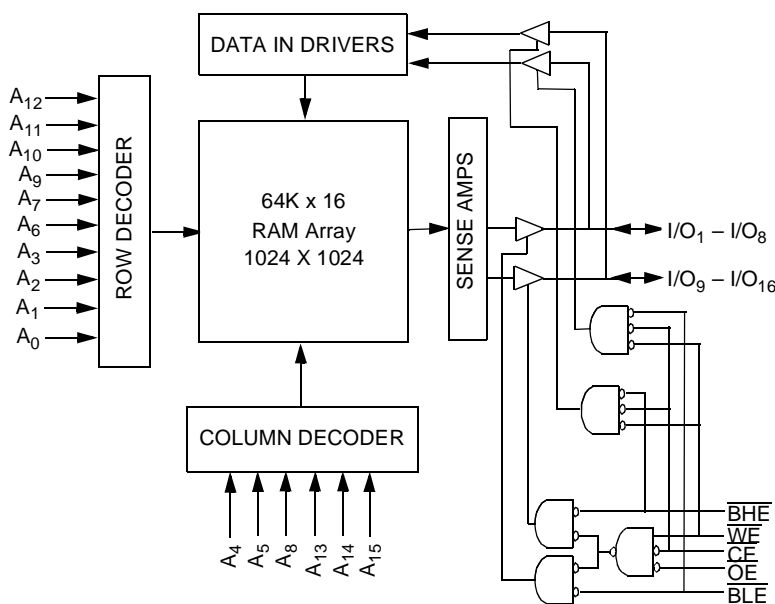 DATA IN DRIVERS
A12
A11
A10
A9
A7
A6
A3
A2
A1
A0
ROW DECODER
64K x 16
RAM Array
1024 X 1024
SENSE AMPS
I/O1 – I/O8
I/O9 – I/O16
COLUMN DECODER
A4
A5
A8
A13
A14
A15
BHE
WE
CE
OE
BLE